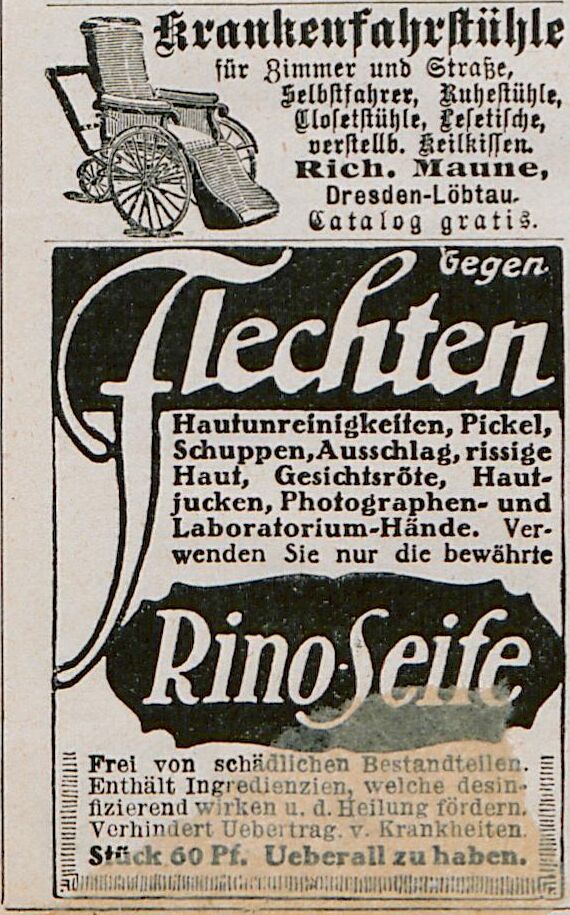 Krankenfahrstühle
für Zimmer und Straße,
Selbstfahrer, Ruhestühle,
Closetstühle, Lesetische,
verstellb. Keilkissen.
Rich. Maune,
Dresden-Löbtau.
Catalog gratis.
Gegen
Flechten
Hautunreinigkeiten, Pickel,
Schuppen, Ausschlag, rissige
Haut, Gesichtsröte, Haut-
jucken, Photographen- und
Laboratorium-Hände. Ver-
wenden Sie nur die bewährte
Rino-Seife
Frei von schädlichen Bestandteilen.
Enthält Ingredienzien, welche desin-
fizierend wirken u. d. Heilung fördern.
Verhindert Uebertrag. v. Krankheiten.
Stück 60 Pf. Ueberall zu haben.